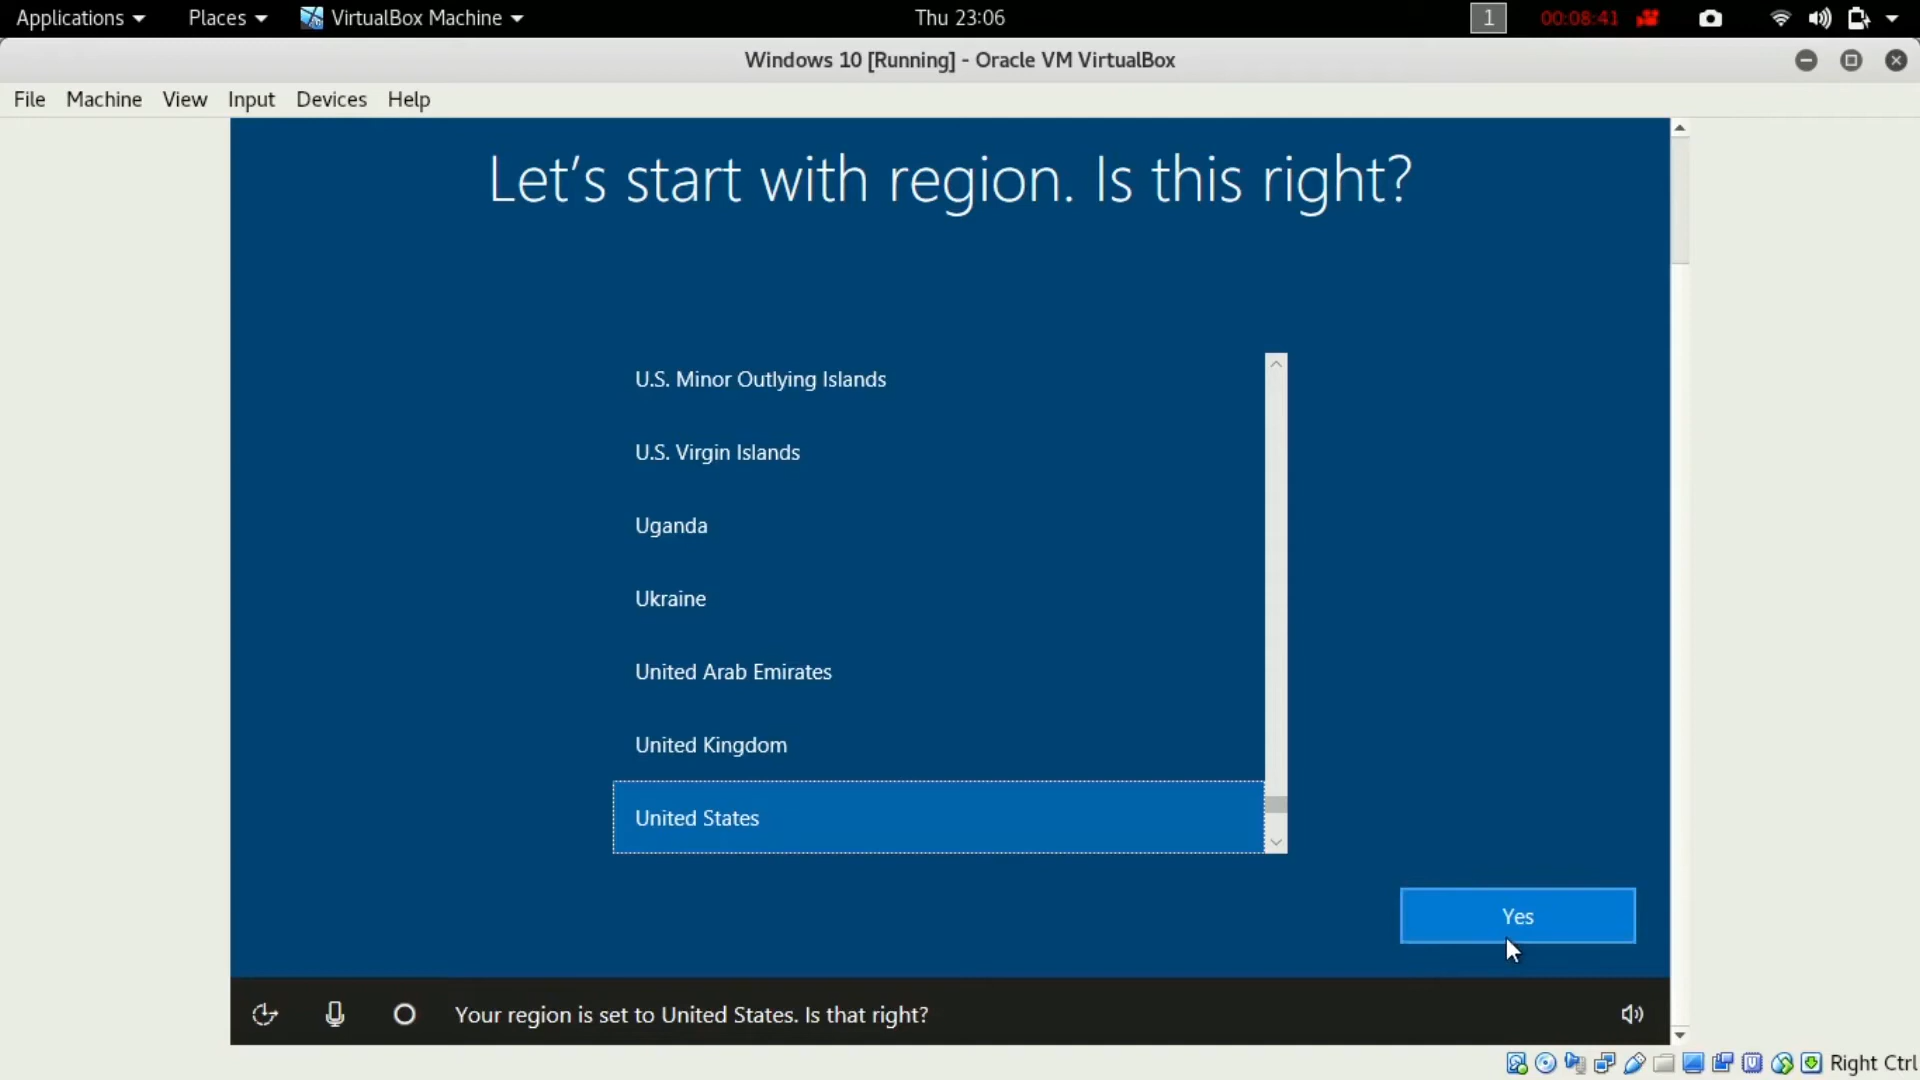 Applications Places VirtualBox Machine Thu 23:06 1 00:08:41
Windows 10 [Running] - Oracle VM VirtualBox
File Machine View Input Devices Help
Let's start with region. Is this right?
U.S. Minor Outlying Islands
U.S. Virgin Islands
Uganda
Ukraine
United Arab Emirates
United Kingdom
United States
Yes
Your region is set to United States. Is that right?
Right Ctrl